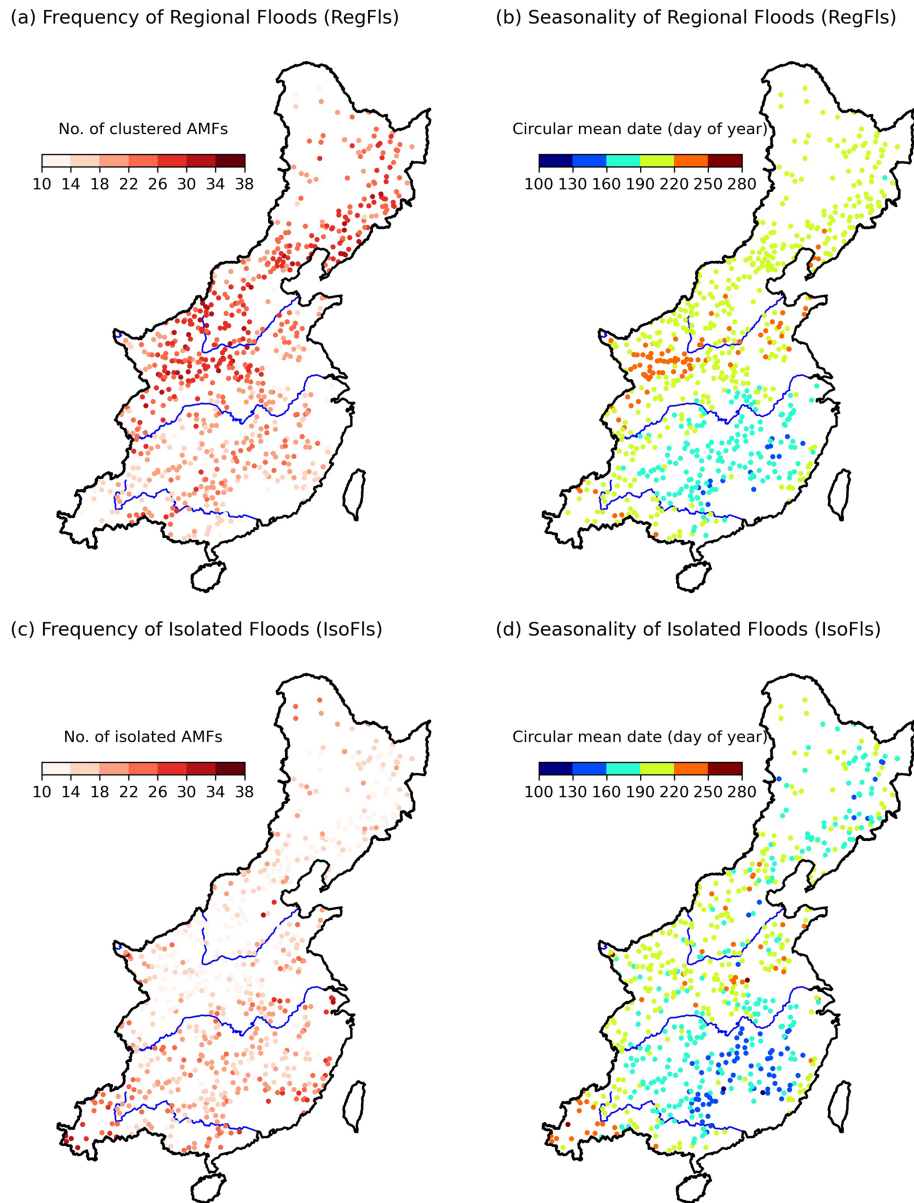 (a) Frequency of Regional Floods (RegFls)
No. of clustered AMFs
10 14 18 22 26 30 34 38
(b) Seasonality of Regional Floods (RegFls)
Circular mean date (day of year)
100 130 160 190 220 250 280
(c) Frequency of Isolated Floods (IsoFls)
No. of isolated AMFs
10 14 18 22 26 30 34 38
(d) Seasonality of Isolated Floods (IsoFls)
Circular mean date (day of year)
100 130 160 190 220 250 280